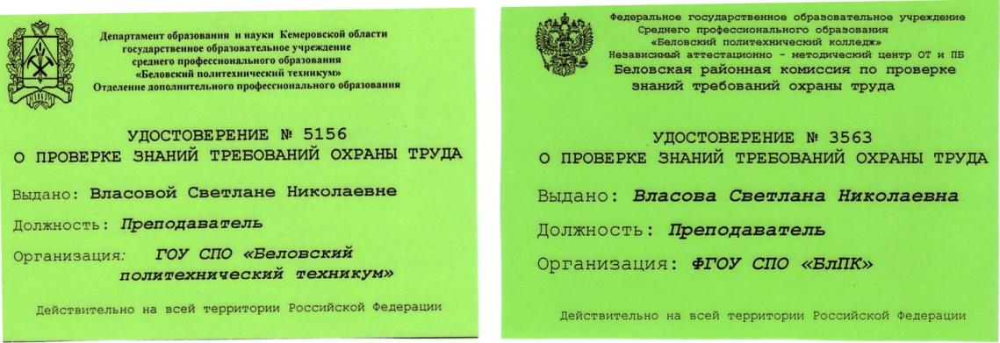 Департамент образования и науки Кемеровской области
государственное образовательное учреждение
среднего профессионального образования
«Беловский политехнический техникум»
Отделение дополнительного профессионального образования
УДОСТОВЕРЕНИЕ № 5156
О ПРОВЕРКЕ ЗНАНИЙ ТРЕБОВАНИЙ ОХРАНЫ ТРУДА
Выдано: Власовой Светлане Николаевне
Должность: Преподаватель
Организация: ГОУ СПО «Беловский
политехнический техникум»
Действительно на всей территории Российской Федерации
Федеральное государственное образовательное учреждение
Среднего профессионального образования
«Беловский политехнический колледж»
Независимый аттестационно - методический центр ОТ и ПБ
Беловская районная комиссия по проверке
знаний требований охраны труда
УДОСТОВЕРЕНИЕ № 3563
О ПРОВЕРКЕ ЗНАНИЙ ТРЕБОВАНИЙ ОХРАНЫ ТРУДА
Выдано: Власова Светлана Николаевна
Должность: Преподаватель
Организация: ФГОУ СПО «БлПК»
Действительно на всей территории Российской Федерации